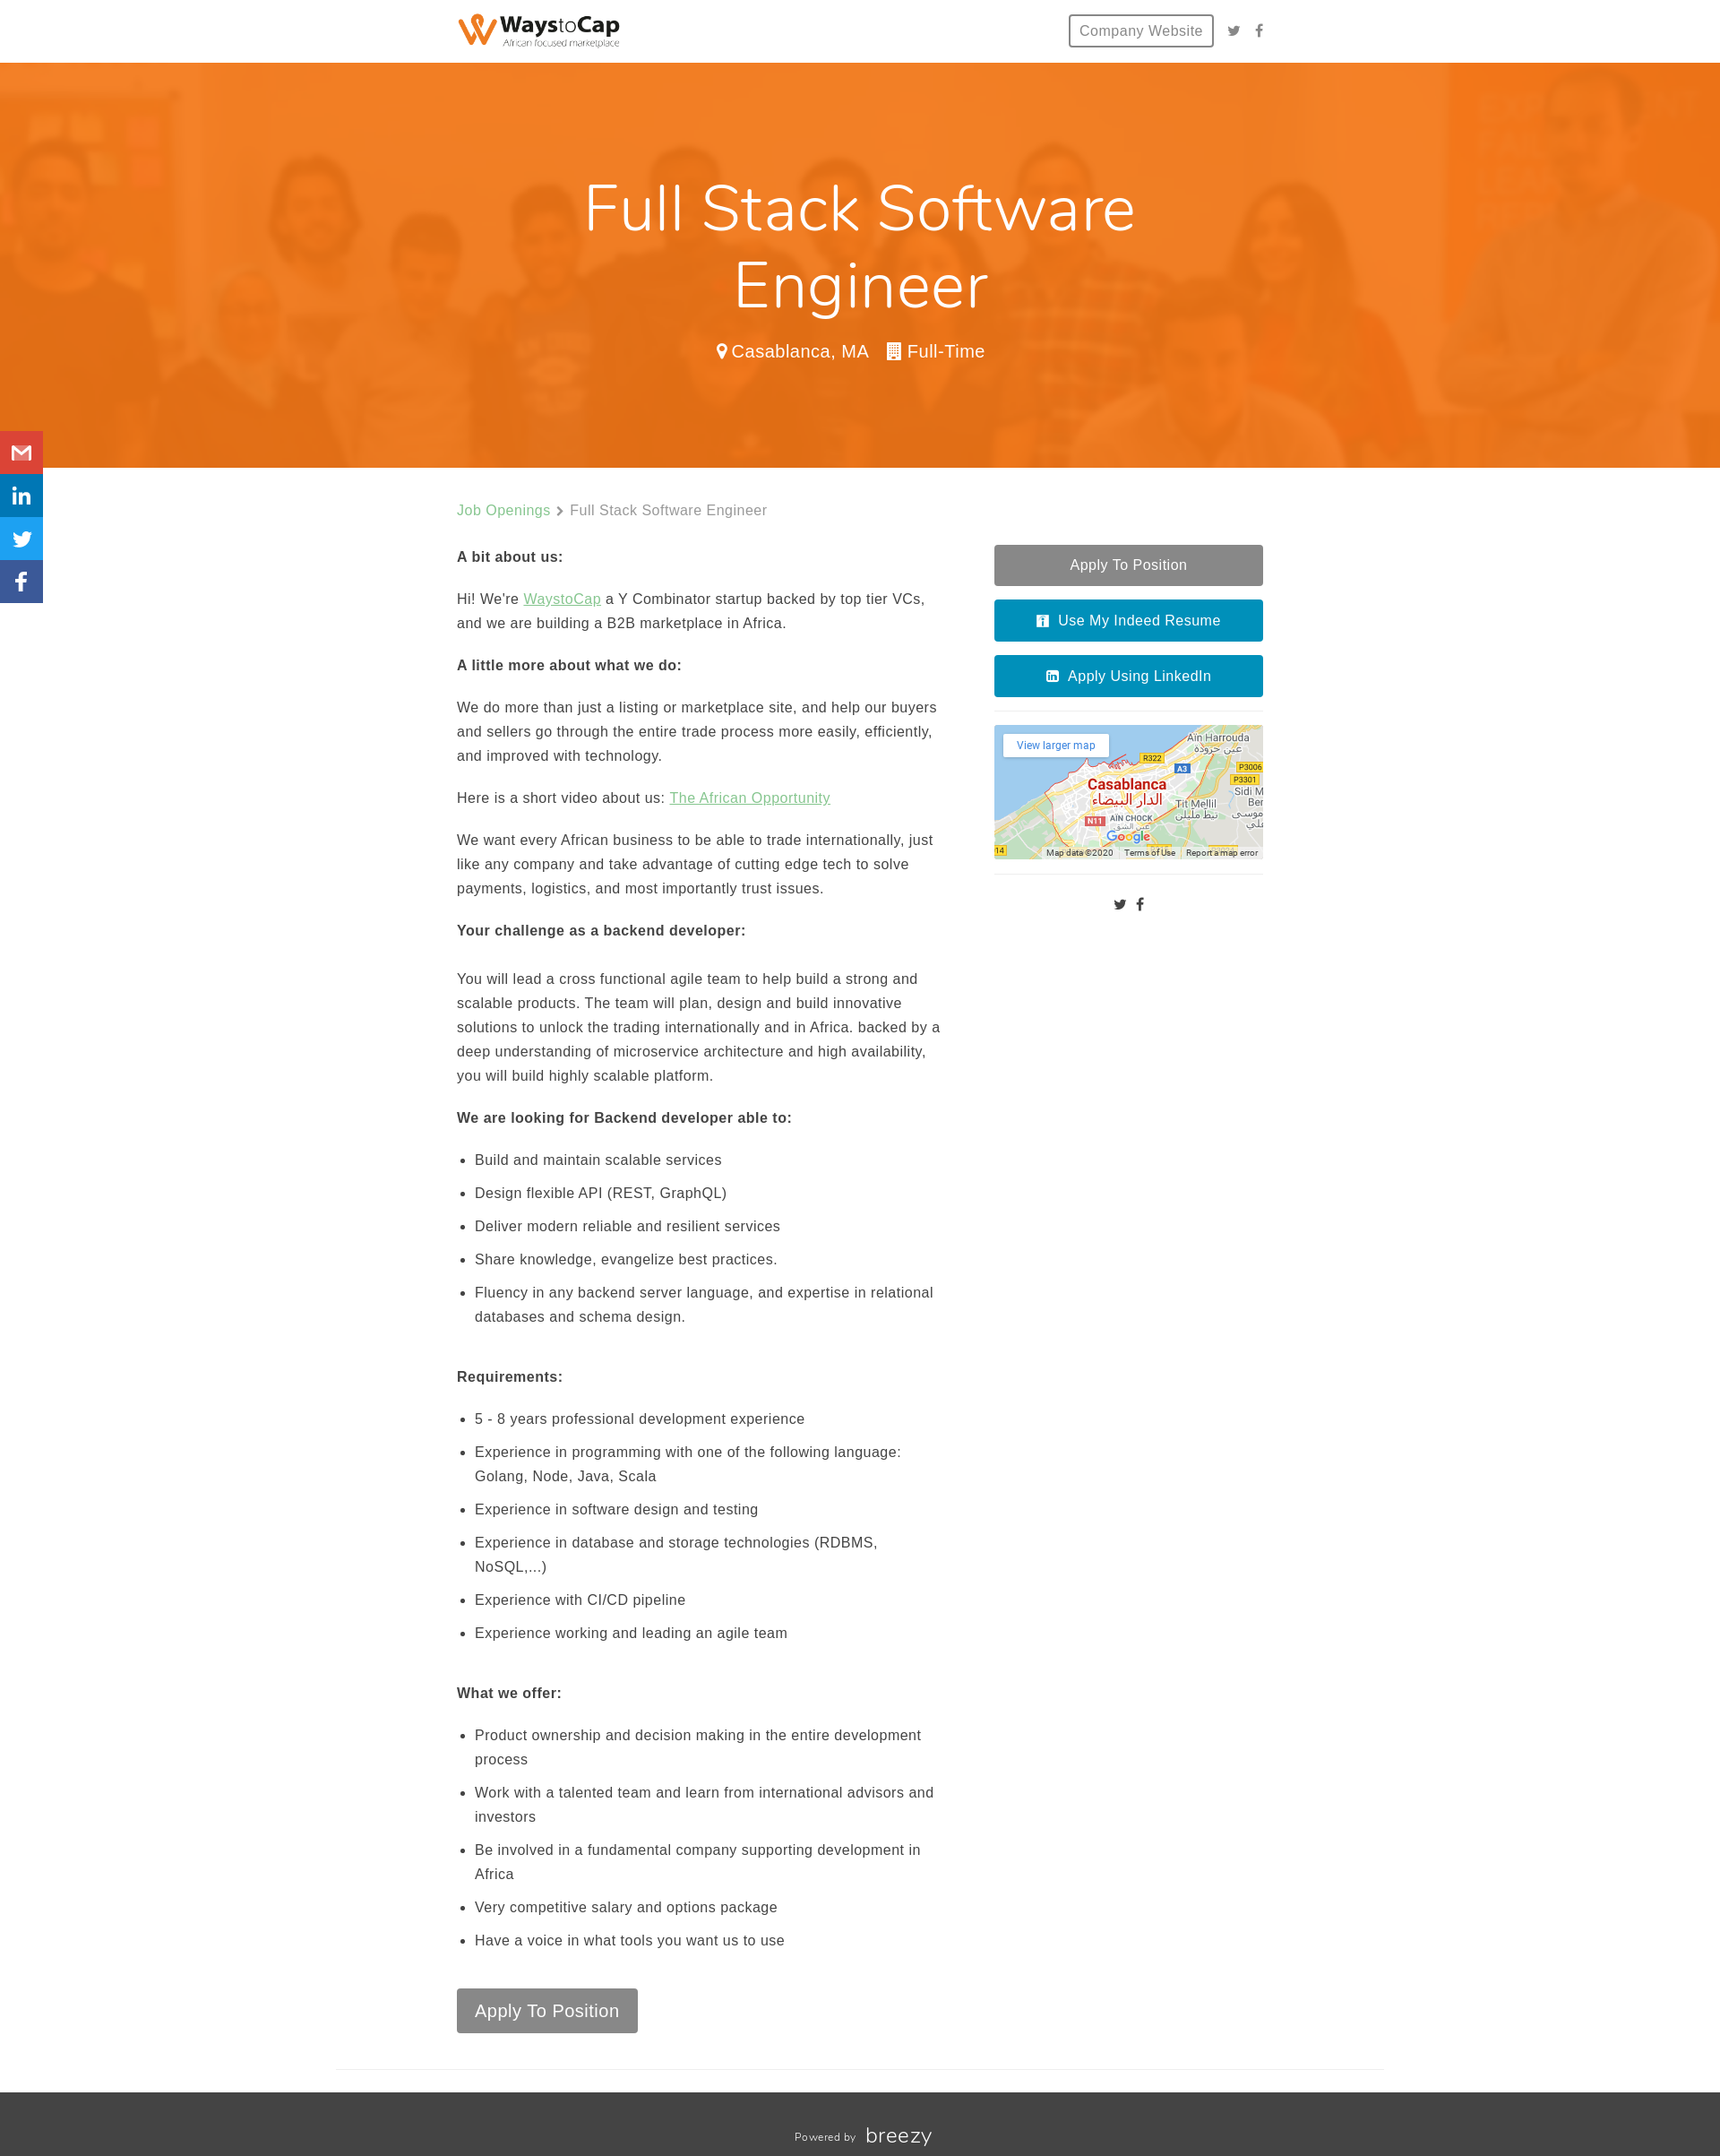 WaystoCap
African focused marketplace
Company Website
Full Stack Software
Engineer
Casablanca, MA Full-Time
Job Openings Full Stack Software Engineer
A bit about us:
Hi! We're WaystoCap a Y Combinator startup backed by top tier VCs,
and we are building a B2B marketplace in Africa.
A little more about what we do:
We do more than just a listing or marketplace site, and help our buyers
and sellers go through the entire trade process more easily, efficiently,
and improved with technology.
Here is a short video about us: The African Opportunity
We want every African business to be able to trade internationally, just
like any company and take advantage of cutting edge tech to solve
payments, logistics, and most importantly trust issues.
Your challenge as a backend developer:
You will lead a cross functional agile team to help build a strong and
scalable products. The team will plan, design and build innovative
solutions to unlock the trading internationally and in Africa. backed by a
deep understanding of microservice architecture and high availability,
you will build highly scalable platform.
We are looking for Backend developer able to:
Build and maintain scalable services
Design flexible API (REST, GraphQL)
Deliver modern reliable and resilient services
Share knowledge, evangelize best practices.
Fluency in any backend server language, and expertise in relational
databases and schema design.
Requirements:
5 - 8 years professional development experience
Experience in programming with one of the following language:
Golang, Node, Java, Scala
Experience in software design and testing
Experience in database and storage technologies (RDBMS,
NoSQL,...)
Experience with CI/CD pipeline
Experience working and leading an agile team
What we offer:
Product ownership and decision making in the entire development
process
Work with a talented team and learn from international advisors and
investors
Be involved in a fundamental company supporting development in
Africa
Very competitive salary and options package
Have a voice in what tools you want us to use
Apply To Position
Apply To Position
Use My Indeed Resume
Apply Using LinkedIn
View larger map
Aïn Harrouda
عين حرودة
R322
A3
P3006
P3301
Casablanca
الدار البيضاء
Tit Mellil
تيط مليل
Sidi M
Ber
N11
AÏN CHOCK
عين الشق
Google
Map data ©2020 Terms of Use Report a map error
Powered by breezy